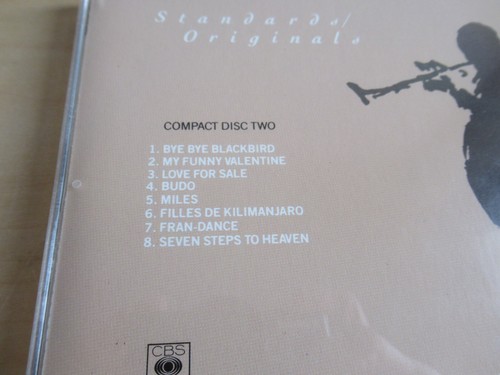 Standards/
Originals
COMPACT DISC TWO
1. BYE BYE BLACKBIRD
2. MY FUNNY VALENTINE
3. LOVE FOR SALE
4. BUDO
5. MILES
6. FILLES DE KILIMANJARO
7. FRAN-DANCE
8. SEVEN STEPS TO HEAVEN
CBS